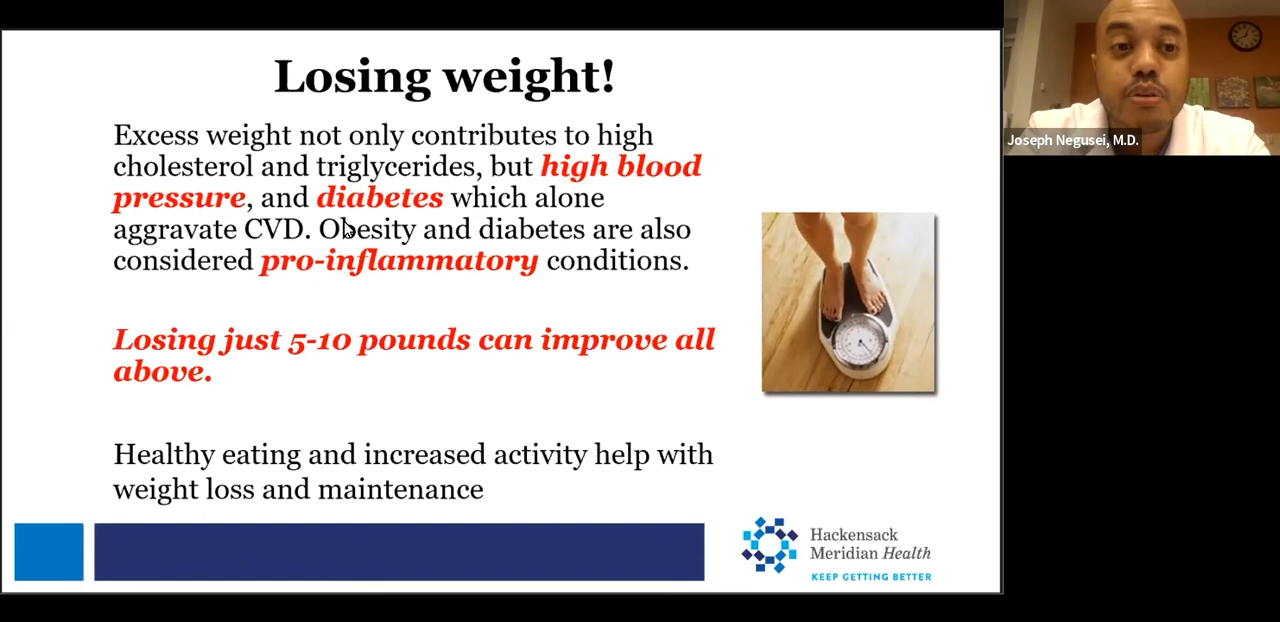 Losing weight!
Excess weight not only contributes to high
cholesterol and triglycerides, but high blood
pressure, and diabetes which alone
aggravate CVD. Obesity and diabetes are also
considered pro-inflammatory conditions.
Losing just 5-10 pounds can improve all
above.
Healthy eating and increased activity help with
weight loss and maintenance
Hackensack
Meridian Health
KEEP GETTING BETTER
Joseph Negusei, M.D.